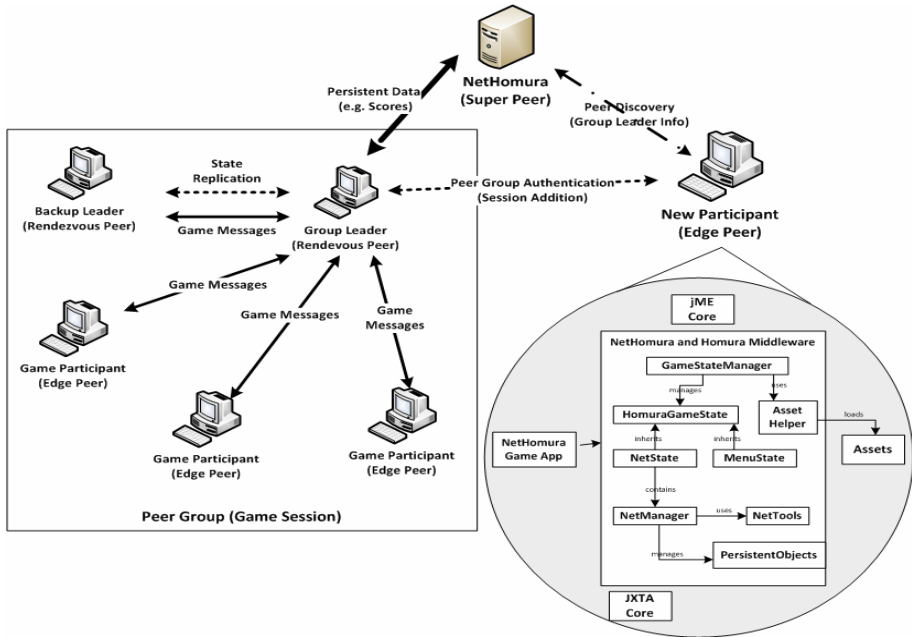 NetHomura
(Super Peer)
Persistent Data
(e.g. Scores)
Peer Discovery
(Group Leader Info)
State
Replication
Backup Leader
(Rendezvous Peer)
Game Messages
Group Leader
(Rendevous Peer)
Peer Group Authentication
(Session Addition)
New Participant
(Edge Peer)
Game Messages
Game Messages
Game
Messages
Game Participant
(Edge Peer)
Game Participant
(Edge Peer)
Game Participant
(Edge Peer)
Peer Group (Game Session)
jME
Core
NetHomura and Homura Middleware
GameStateManager
manages
uses
HomuraGameState
Asset
Helper
loads
Assets
NetHomura
Game App
inherits
inherits
NetState
MenuState
contains
NetManager
uses
NetTools
manages
PersistentObjects
JXTA
Core